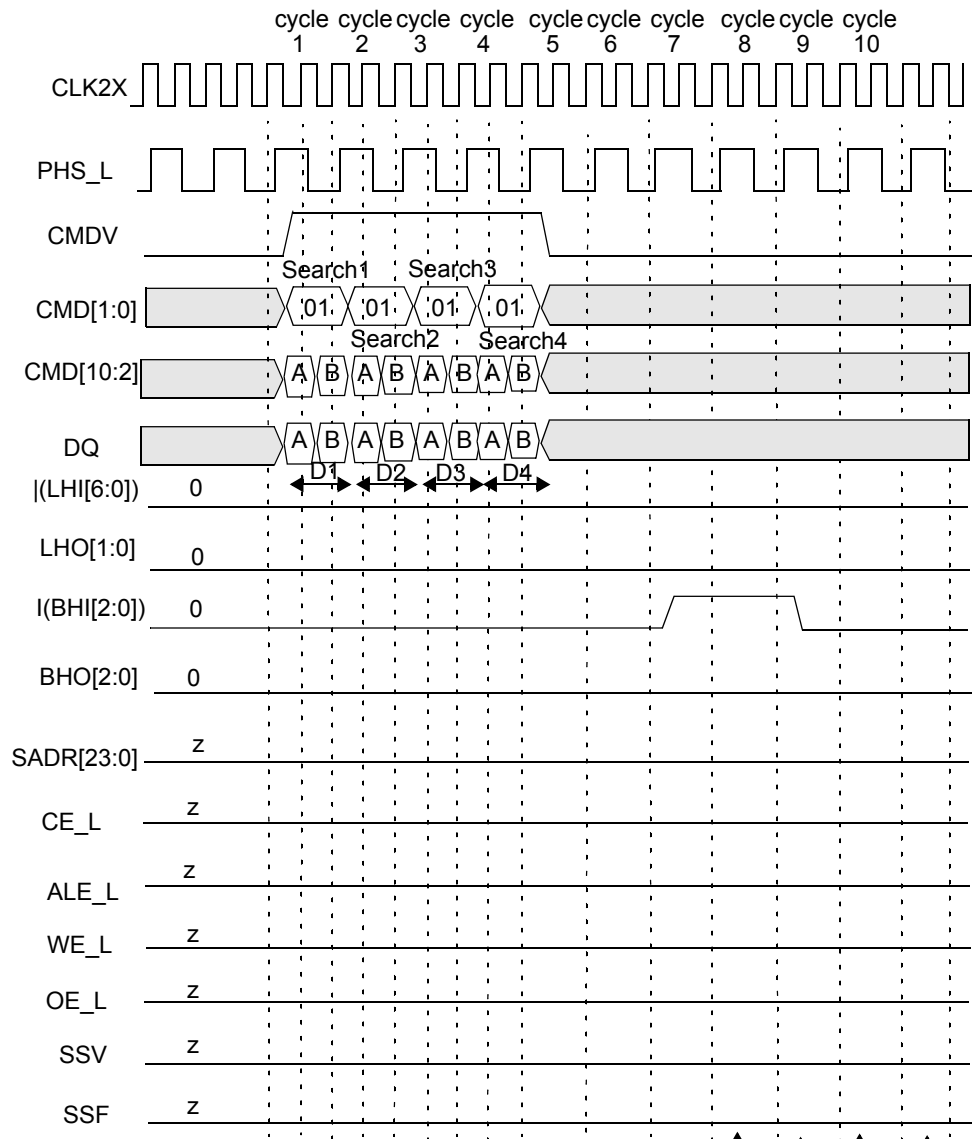 cycle cycle cycle cycle cycle cycle cycle cycle cycle cycle
1 2 3 4 5 6 7 8 9 10
CLK2X
PHS_L
CMDV
Search1 Search3
CMD[1:0] 01 01 01 01
Search2 Search4
CMD[10:2] A B A B A B A B
DQ A B A B A B A B
D1 D2 D3 D4
|(LHI[6:0]) 0
LHO[1:0] 0
I(BHI[2:0]) 0
BHO[2:0] 0
SADR[23:0] z
CE_L z
ALE_L z
WE_L z
OE_L z
SSV z
SSF z